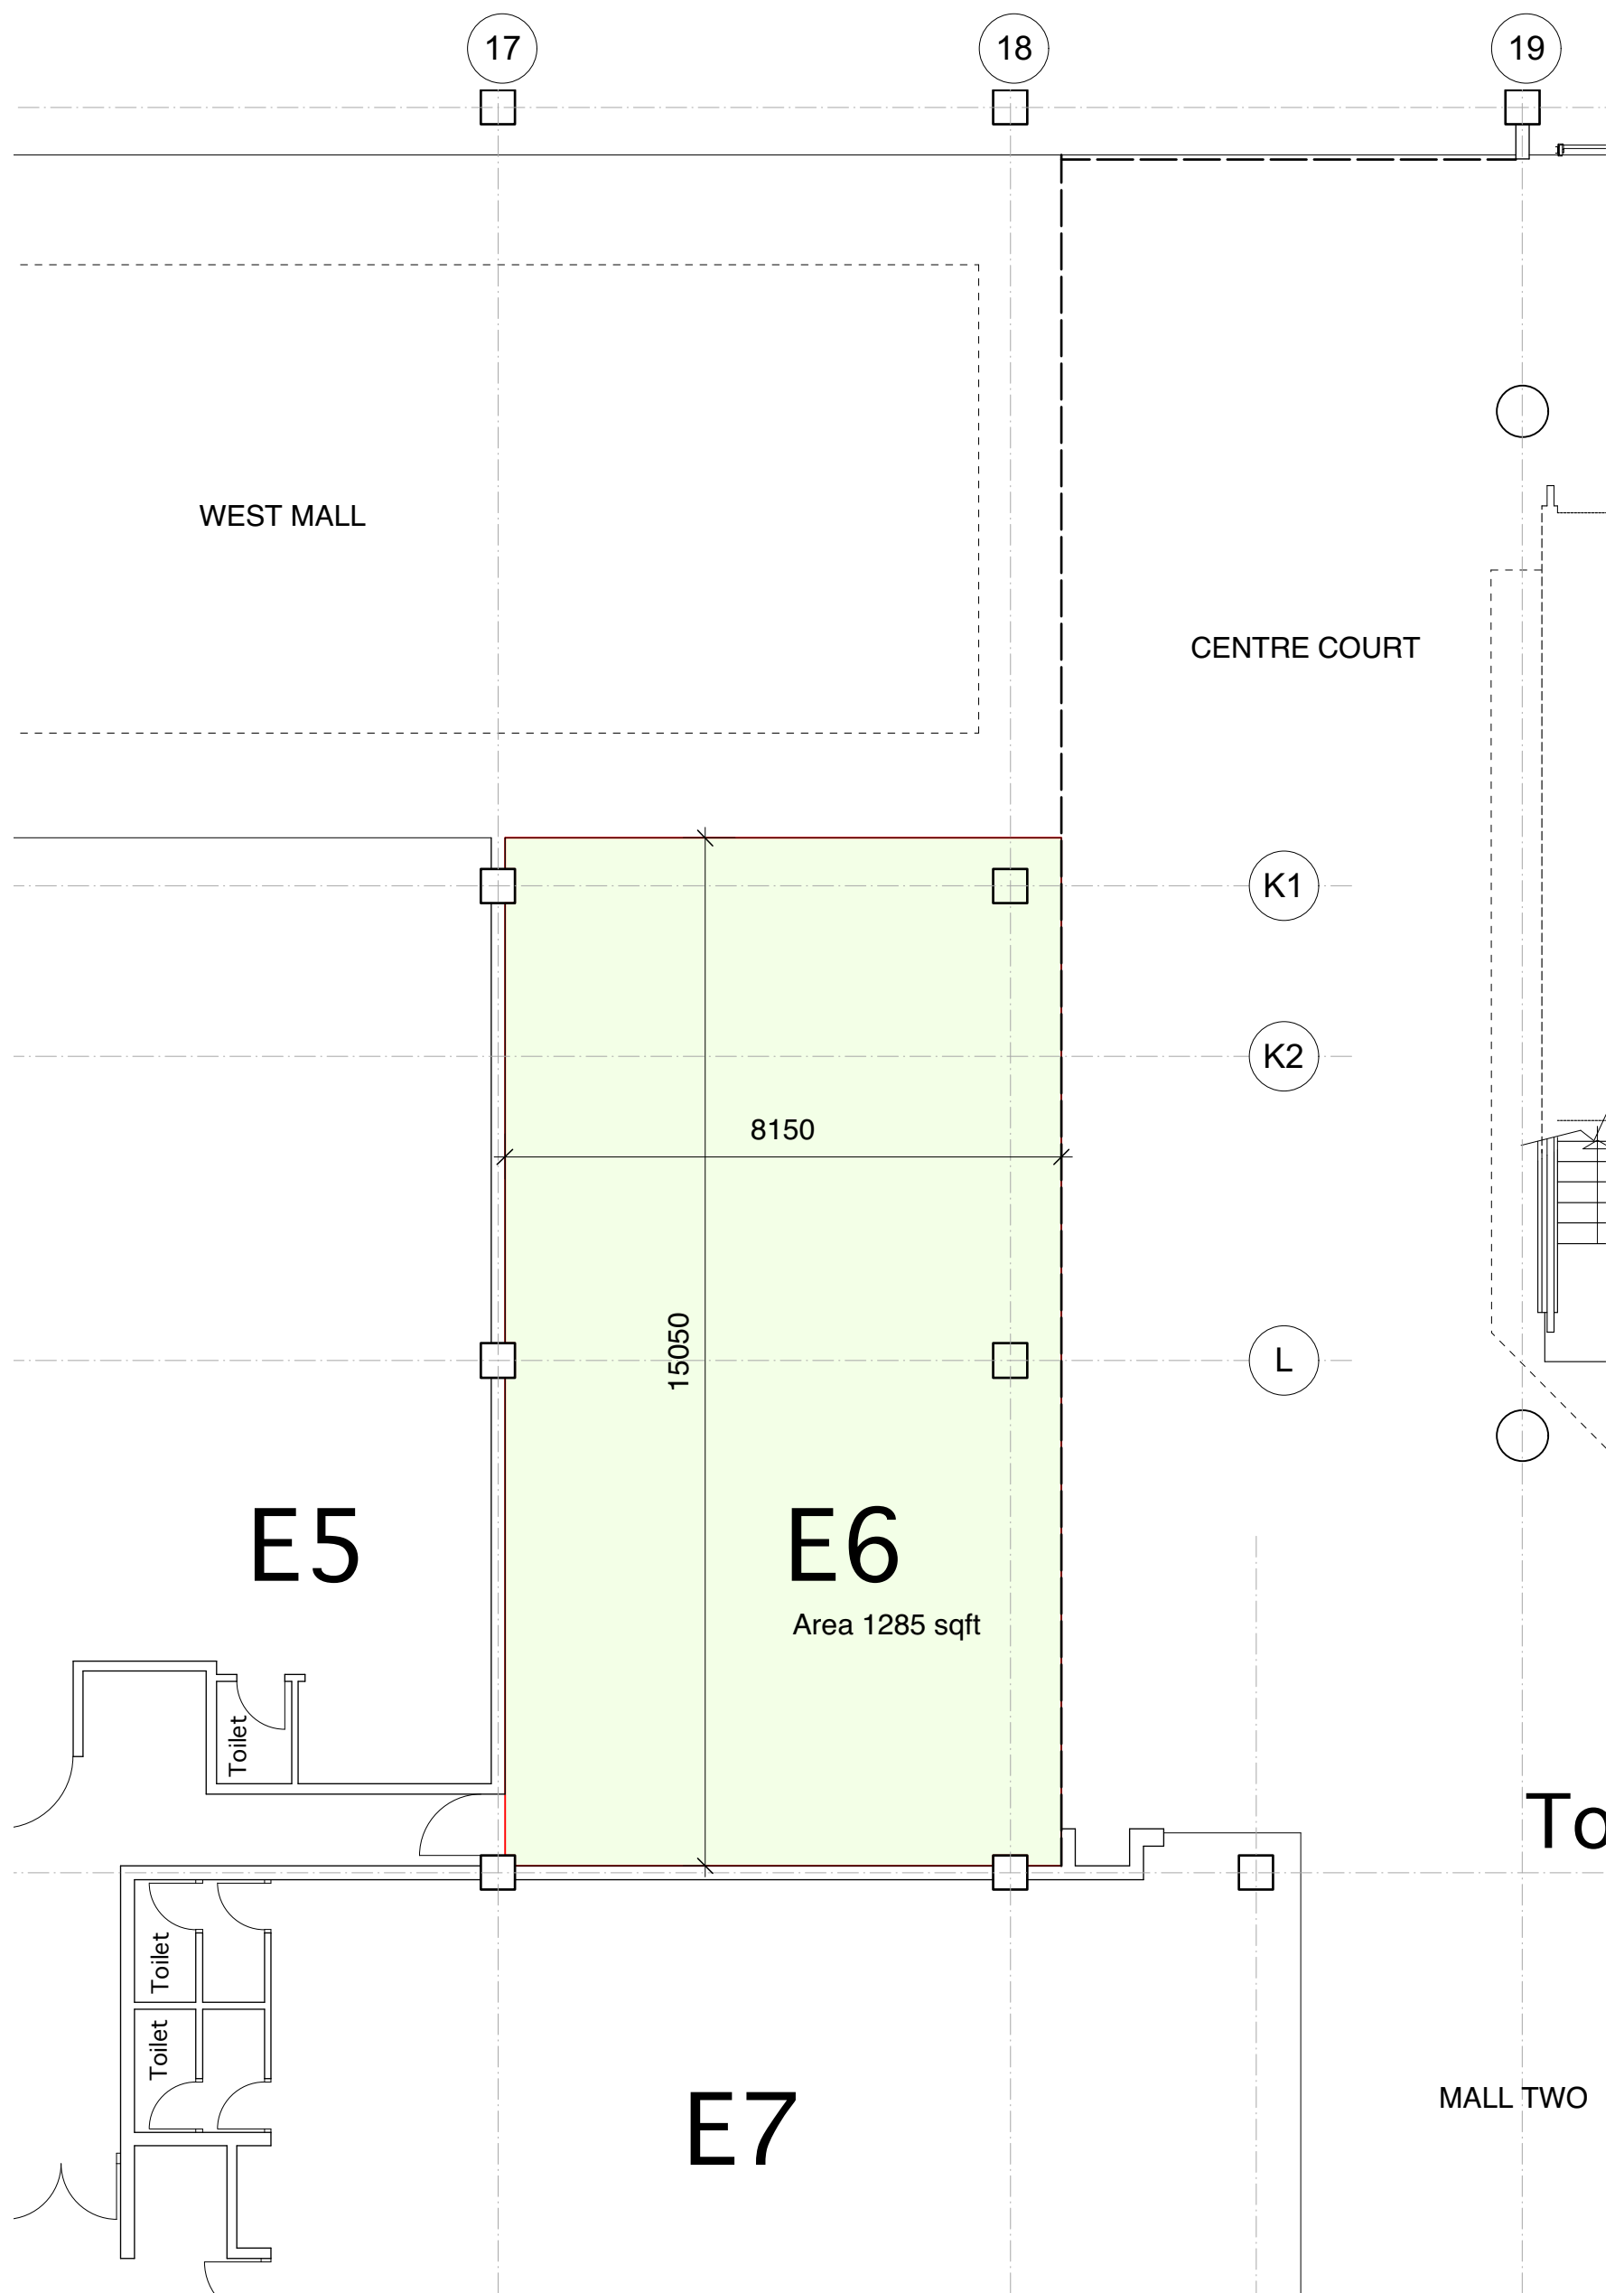 17
18
19
WEST MALL
CENTRE COURT
K1
K2
8150
15050
L
E5
E6
Area 1285 sqft
Toilet
To
Toilet
Toilet
E7
MALL TWO